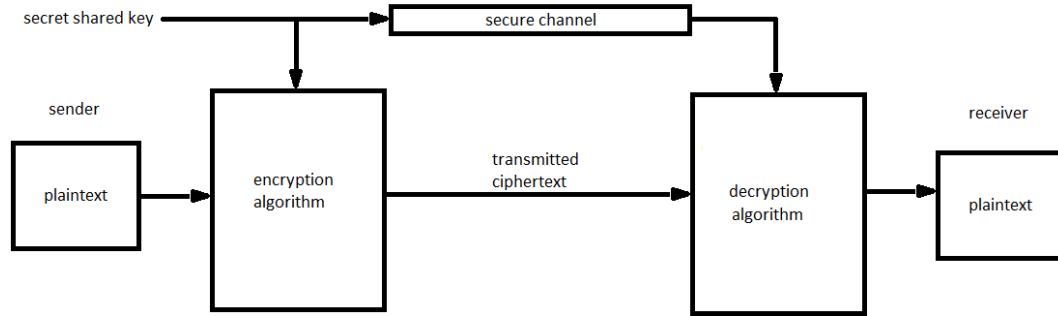 secret shared key
secure channel
sender
receiver
plaintext
encryption
algorithm
transmitted
ciphertext
decryption
algorithm
plaintext